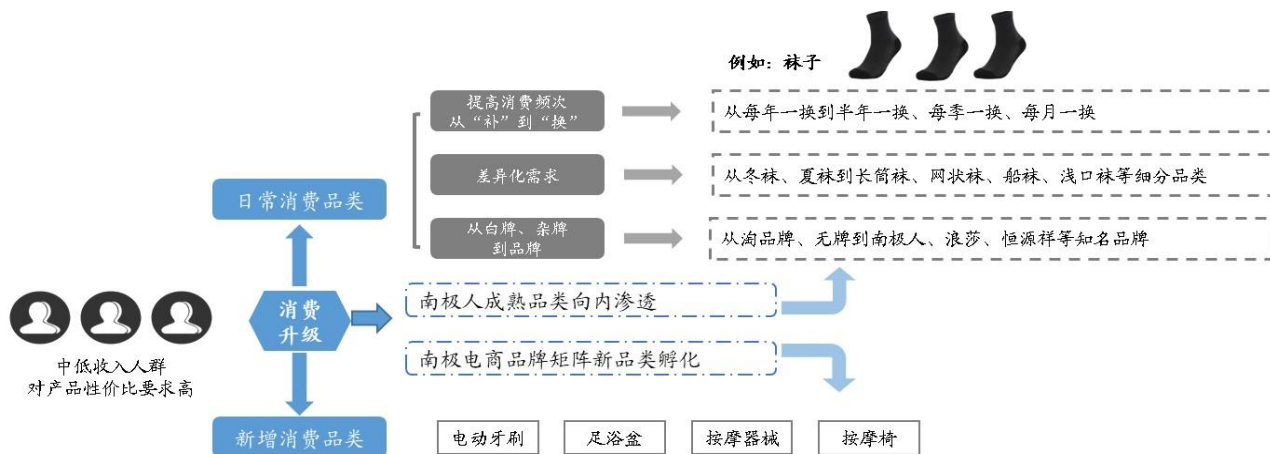 例如：袜子
提高消费频次
从“补”到“换”
从每年一换到半年一换、每季一换、每月一换
差异化需求
从冬袜、夏袜到长筒袜、网状袜、船袜、浅口袜等细分品类
日常消费品类
从白牌、杂牌
到品牌
从淘品牌、无牌到南极人、浪莎、恒源祥等知名品牌
消费
升级
南极人成熟品类向内渗透
南极电商品牌矩阵新品类孵化
中低收入人群
对产品性价比要求高
新增消费品类
电动牙刷
足浴盆
按摩器械
按摩椅